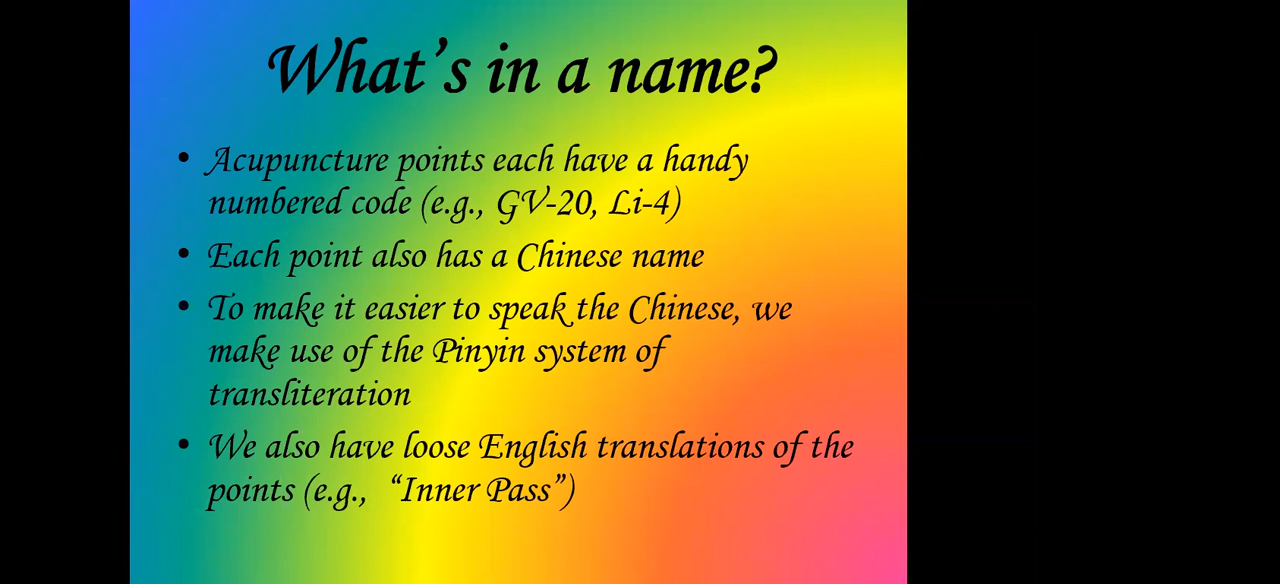 What’s in a name?
• Acupuncture points each have a handy
numbered code (e.g., GV-20, Li-4)
• Each point also has a Chinese name
• To make it easier to speak the Chinese, we
make use of the Pinyin system of
transliteration
• We also have loose English translations of the
points (e.g., “Inner Pass”)